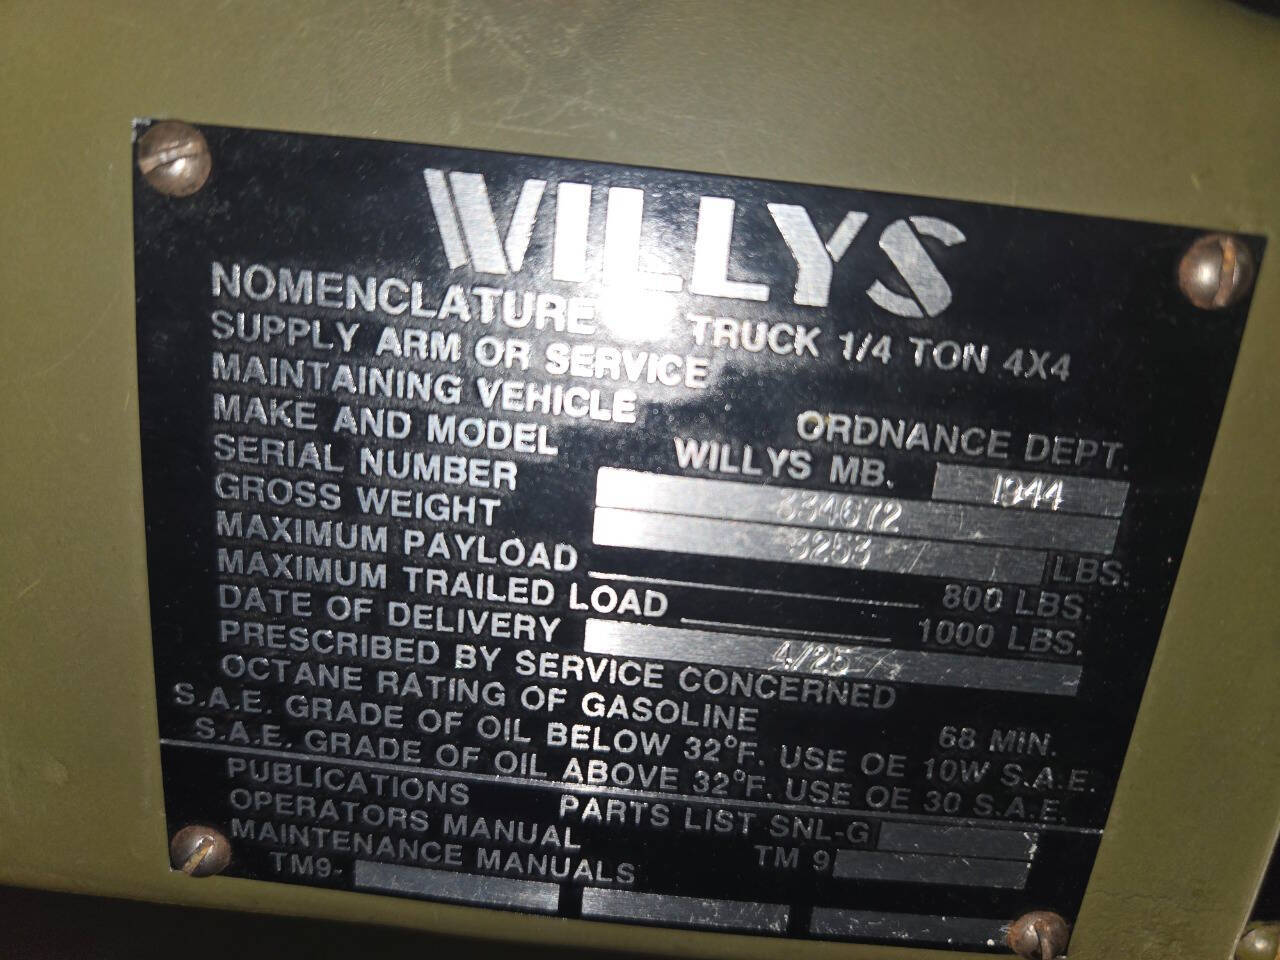 WILLYS
NOMENCLATURE TRUCK 1/4 TON 4X4
SUPPLY ARM OR SERVICE
MAINTAINING VEHICLE ORDNANCE DEPT.
MAKE AND MODEL WILLYS MB. 1944
SERIAL NUMBER 334672
GROSS WEIGHT 3253 LBS.
MAXIMUM PAYLOAD 800 LBS.
MAXIMUM TRAILED LOAD 1000 LBS.
DATE OF DELIVERY 4/25
PRESCRIBED BY SERVICE CONCERNED
OCTANE RATING OF GASOLINE 68 MIN.
S.A.E. GRADE OF OIL BELOW 32°F. USE OE 10W S.A.E.
S.A.E. GRADE OF OIL ABOVE 32°F. USE OE 30 S.A.E.
PUBLICATIONS PARTS LIST SNL-G
OPERATORS MANUAL TM 9
MAINTENANCE MANUALS
TM9-